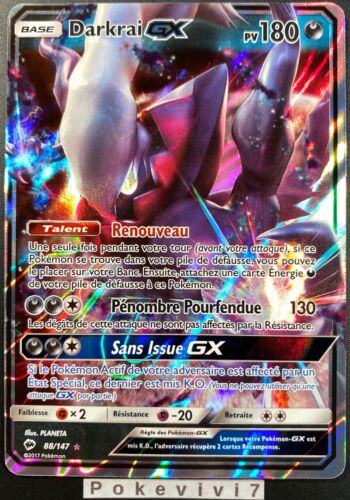 BASE Darkrai GX PV 180
Talent Renouveau
Une seule fois pendant votre tour (avant votre attaque), si ce
Pokémon se trouve dans votre pile de défausse, vous pouvez
le placer sur votre Banc. Ensuite, attachez une carte Énergie
de votre pile de défausse à ce Pokémon.
Pénombre Pourfendue 130
Les dégâts de cette attaque ne sont pas affectés par la Résistance.
Sans Issue GX
Si le Pokémon Actif de votre adversaire est affecté par un
État Spécial, ce dernier est mis K.O. (Vous ne pouvez utiliser qu'une
attaque GX par partie.)
Faiblesse ×2 Résistance -20 Retraite
Illus. PLANETA
Règle des Pokémon-GX
Lorsque votre Pokémon-GX est
mis K.O., l'adversaire récupère 2 cartes Récompense.
88/147
©2017 Pokémon
Pokevivi7